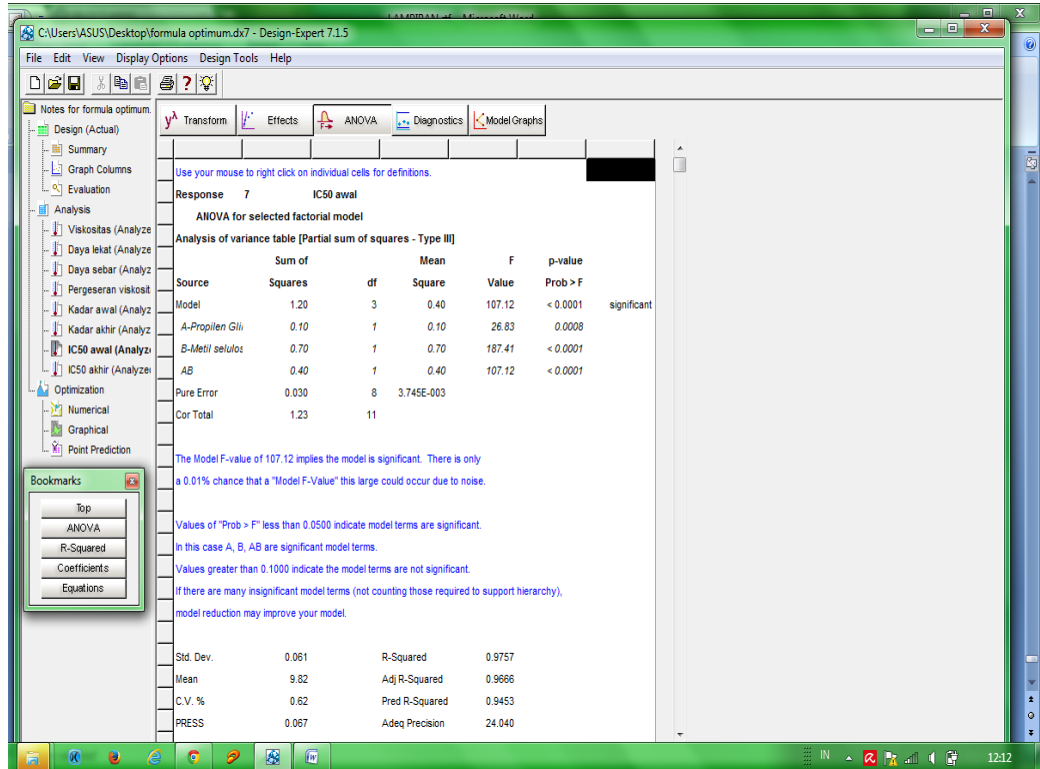 C:\Users\ASUS\Desktop\formula optimum.dx7 - Design-Expert 7.1.5
File Edit View Display Options Design Tools Help
Notes for formula optimum.
Design (Actual)
Summary
Graph Columns
Evaluation
Analysis
Viskositas (Analyze
Daya lekat (Analyze
Daya sebar (Analyz
Pergeseran viskosit
Kadar awal (Analyz
Kadar akhir (Analyz
IC50 awal (Analyze
IC50 akhir (Analyzed
Optimization
Numerical
Graphical
Point Prediction
Bookmarks
Top
ANOVA
R-Squared
Coefficients
Equations
Transform Effects ANOVA Diagnostics Model Graphs
Use your mouse to right click on individual cells for definitions.
Response 7 IC50 awal
ANOVA for selected factorial model
Analysis of variance table [Partial sum of squares - Type III]
Sum of Mean F p-value
Source Squares df Square Value Prob > F
Model 1.20 3 0.40 107.12 < 0.0001 significant
A-Propilen Gli 0.10 1 0.10 26.83 0.0008
B-Metil selulos 0.70 1 0.70 187.41 < 0.0001
AB 0.40 1 0.40 107.12 < 0.0001
Pure Error 0.030 8 3.745E-003
Cor Total 1.23 11
The Model F-value of 107.12 implies the model is significant. There is only
a 0.01% chance that a "Model F-Value" this large could occur due to noise.
Values of "Prob > F" less than 0.0500 indicate model terms are significant.
In this case A, B, AB are significant model terms.
Values greater than 0.1000 indicate the model terms are not significant.
If there are many insignificant model terms (not counting those required to support hierarchy),
model reduction may improve your model.
Std. Dev. 0.061 R-Squared 0.9757
Mean 9.82 Adj R-Squared 0.9666
C.V. % 0.62 Pred R-Squared 0.9453
PRESS 0.067 Adeq Precision 24.040
IN 12:12